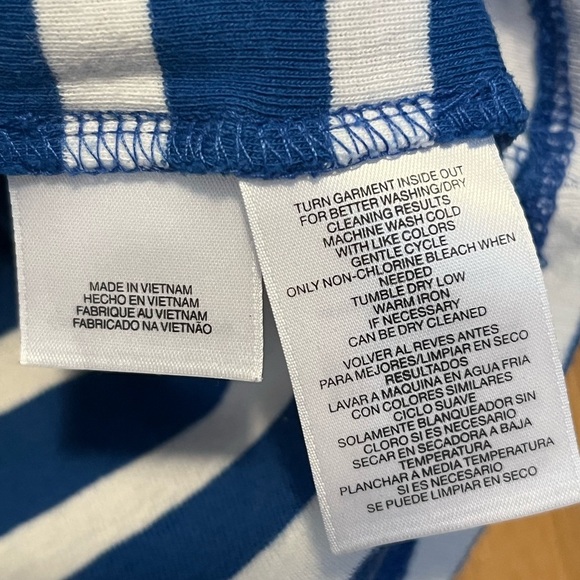 MADE IN VIETNAM
HECHO EN VIETNAM
FABRIQUE AU VIETNAM
FABRICADO NA VIETNÃO
TURN GARMENT INSIDE OUT
FOR BETTER WASHING/DRY
CLEANING RESULTS
MACHINE WASH COLD
WITH LIKE COLORS
GENTLE CYCLE
ONLY NON-CHLORINE BLEACH WHEN
NEEDED
TUMBLE DRY LOW
WARM IRON
IF NECESSARY
CAN BE DRY CLEANED
VOLVER AL REVES ANTES
PARA MEJORES/LIMPIAR EN SECO
RESULTADOS
LAVAR A MAQUINA EN AGUA FRIA
CON COLORES SIMILARES
CICLO SUAVE
SOLAMENTE BLANQUEADOR SIN
CLORO SI ES NECESARIO
SECAR EN SECADORA A BAJA
TEMPERATURA
PLANCHAR A MEDIA TEMPERATURA
SI ES NECESARIO
SE PUEDE LIMPIAR EN SECO